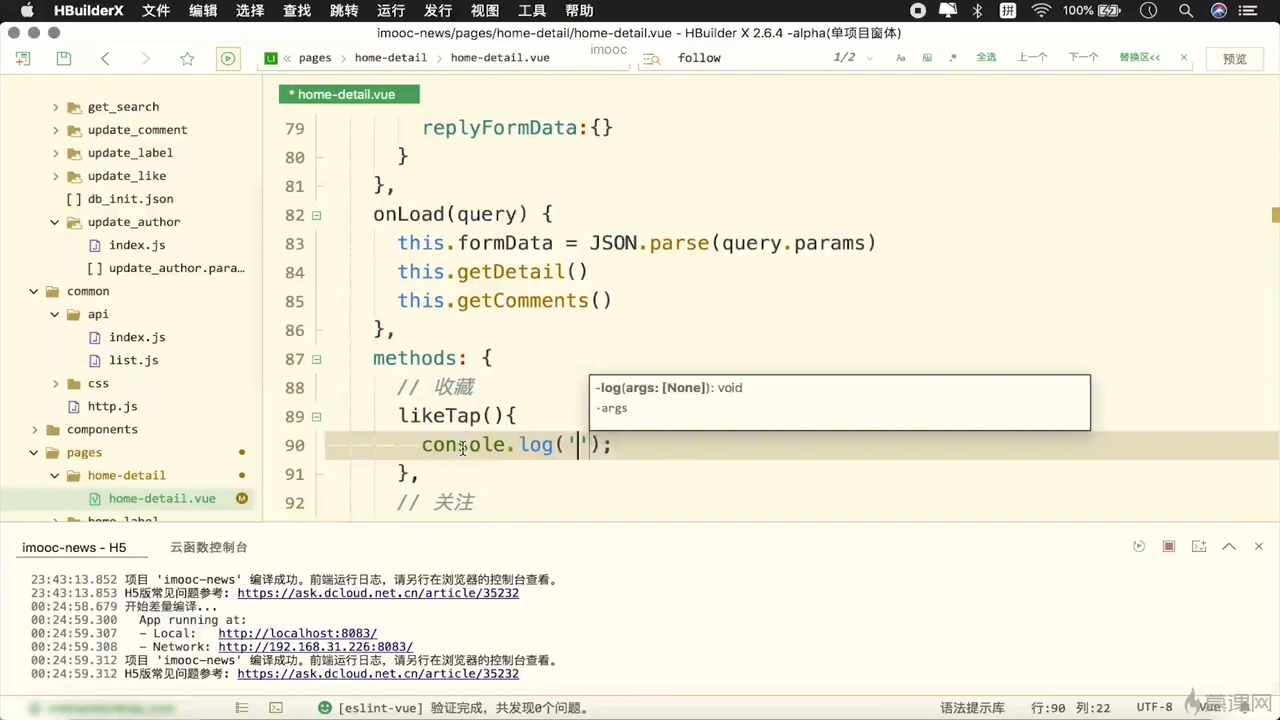 HBuilderX 文件 编辑 选择 查找 跳转 运行 发行 视图 工具 帮助 拼 100%
imooc-news/pages/home-detail/home-detail.vue - HBuilder X 2.6.4 -alpha(单项目窗体)
imooc
« pages > home-detail > home-detail.vue follow 1/2 Aa .* 全选 上一个 下一个 替换区<< × 预览
* home-detail.vue
get_search
update_comment
update_label
update_like
[ ] db_init.json
update_author
index.js
[ ] update_author.para…
common
api
index.js
list.js
css
http.js
components
pages
home-detail
home-detail.vue M
79 replyFormData:{}
80 }
81 },
82 onLoad(query) {
83 this.formData = JSON.parse(query.params)
84 this.getDetail()
85 this.getComments()
86 },
87 methods: {
88 // 收藏
89 likeTap(){
90 console.log('');
91 },
92 // 关注
-log(args: [None]): void
·args
imooc-news - H5 云函数控制台
23:43:13.852 项目 'imooc-news' 编译成功。前端运行日志，请另行在浏览器的控制台查看。
23:43:13.853 H5版常见问题参考: https://ask.dcloud.net.cn/article/35232
00:24:58.679 开始差量编译...
00:24:59.300 App running at:
00:24:59.307 - Local: http://localhost:8083/
00:24:59.308 - Network: http://192.168.31.226:8083/
00:24:59.312 项目 'imooc-news' 编译成功。前端运行日志，请另行在浏览器的控制台查看。
00:24:59.312 H5版常见问题参考: https://ask.dcloud.net.cn/article/35232
[eslint-vue] 验证完成，共发现0个问题。 语法提示库 行:90 列:22 UTF-8 Vue
慕课网